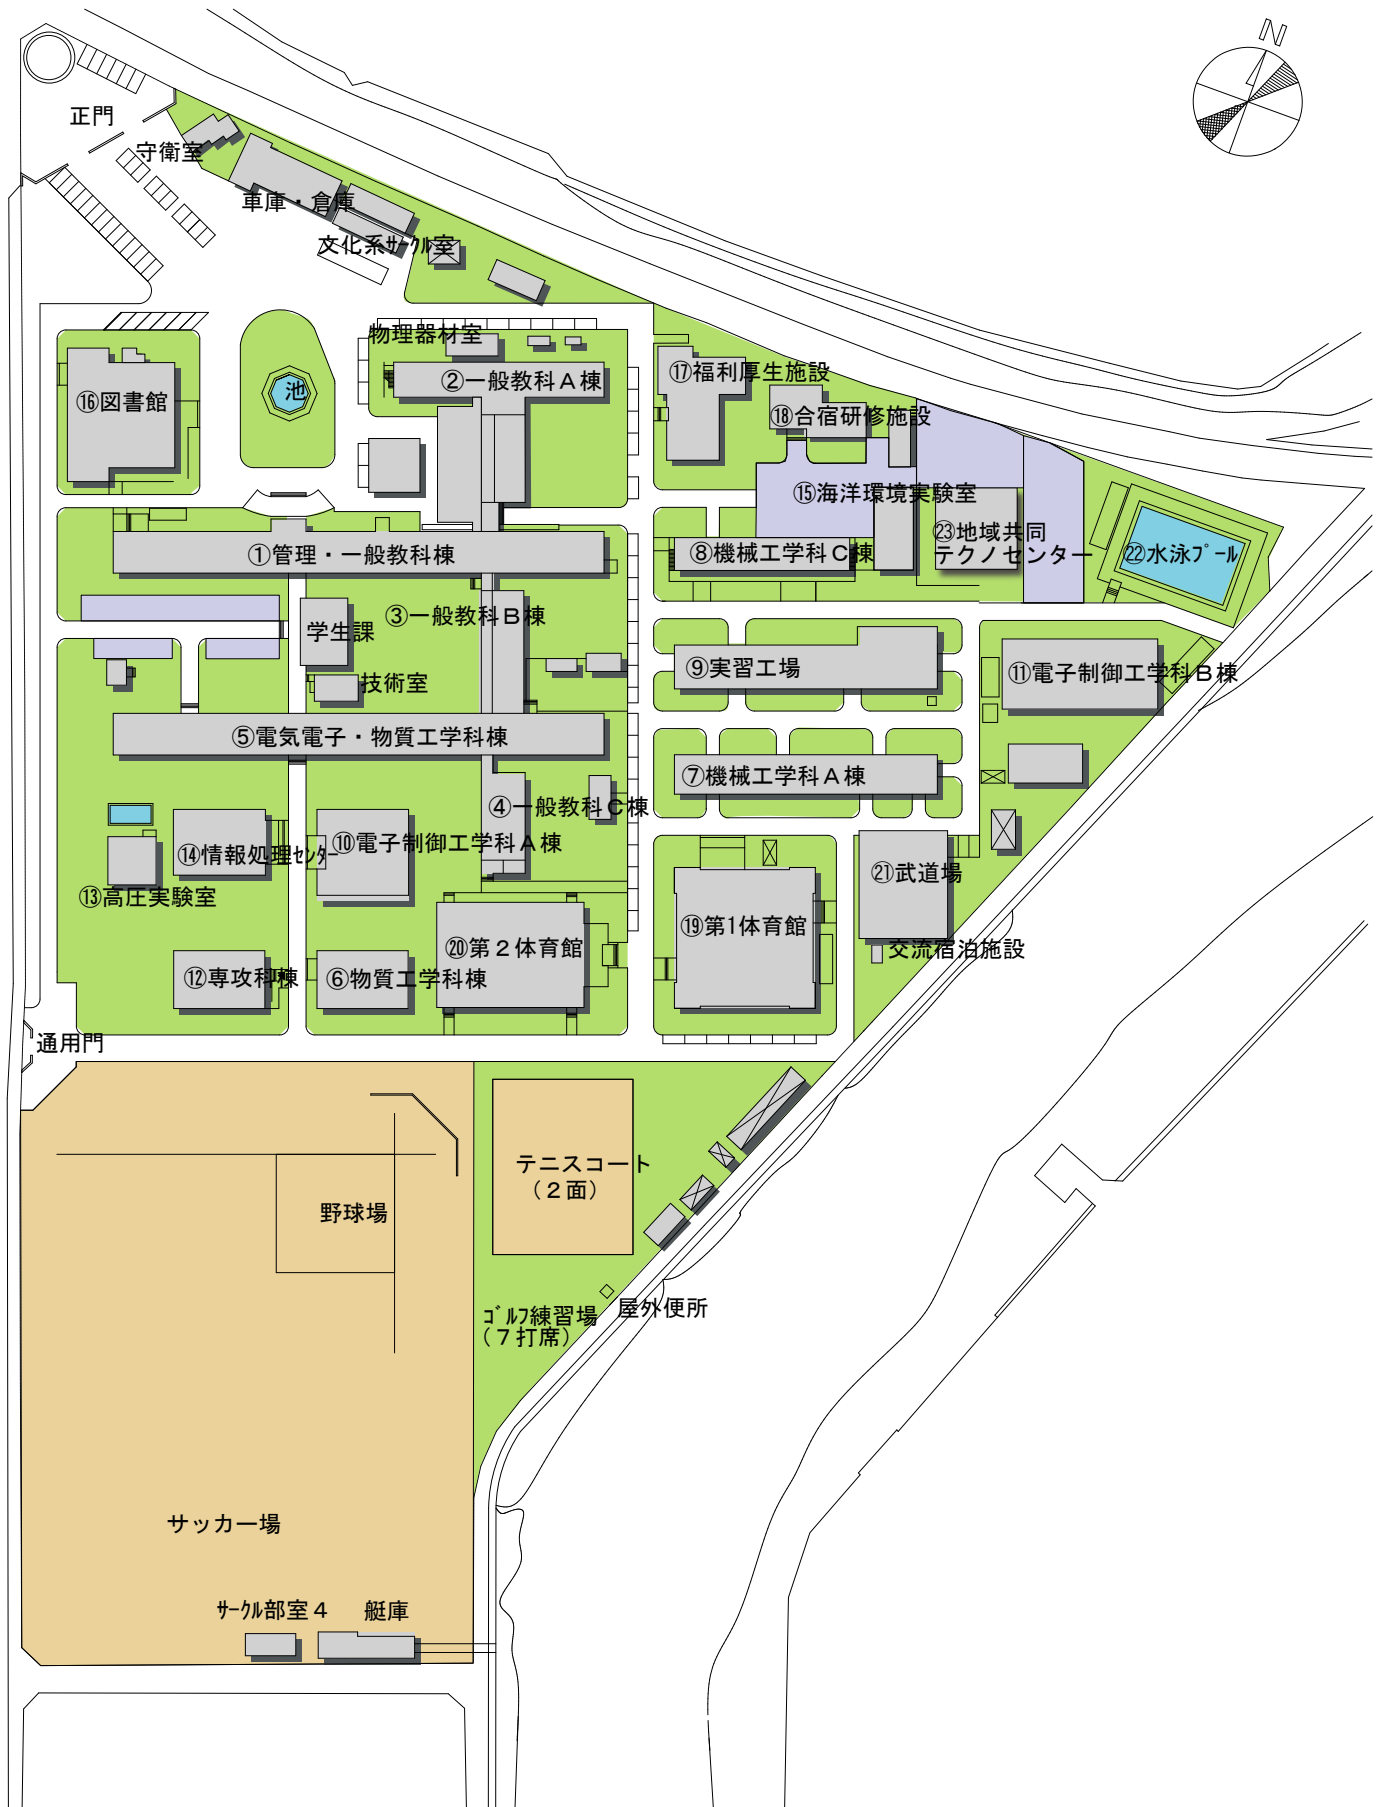 N
正門
守衛室
車庫・倉庫
文化系ｻｰｸﾙ室
物理器材室
②一般教科Ａ棟
⑰福利厚生施設
池
⑯図書館
⑱合宿研修施設
⑮海洋環境実験室
㉓地域共同
テクノセンター
㉒水泳ﾌﾟｰﾙ
①管理・一般教科棟
⑧機械工学科Ｃ棟
③一般教科Ｂ棟
学生課
技術室
⑨実習工場
⑪電子制御工学科Ｂ棟
⑤電気電子・物質工学科棟
⑦機械工学科Ａ棟
④一般教科Ｃ棟
⑩電子制御工学科Ａ棟
⑭情報処理ｾﾝﾀｰ
⑬高圧実験室
㉑武道場
⑲第1体育館
⑳第２体育館
交流宿泊施設
⑫専攻科棟
⑥物質工学科棟
通用門
テニスコート
（２面）
野球場
ｺﾞﾙﾌ練習場
（７打席）
屋外便所
サッカー場
ｻｰｸﾙ部室４
艇庫